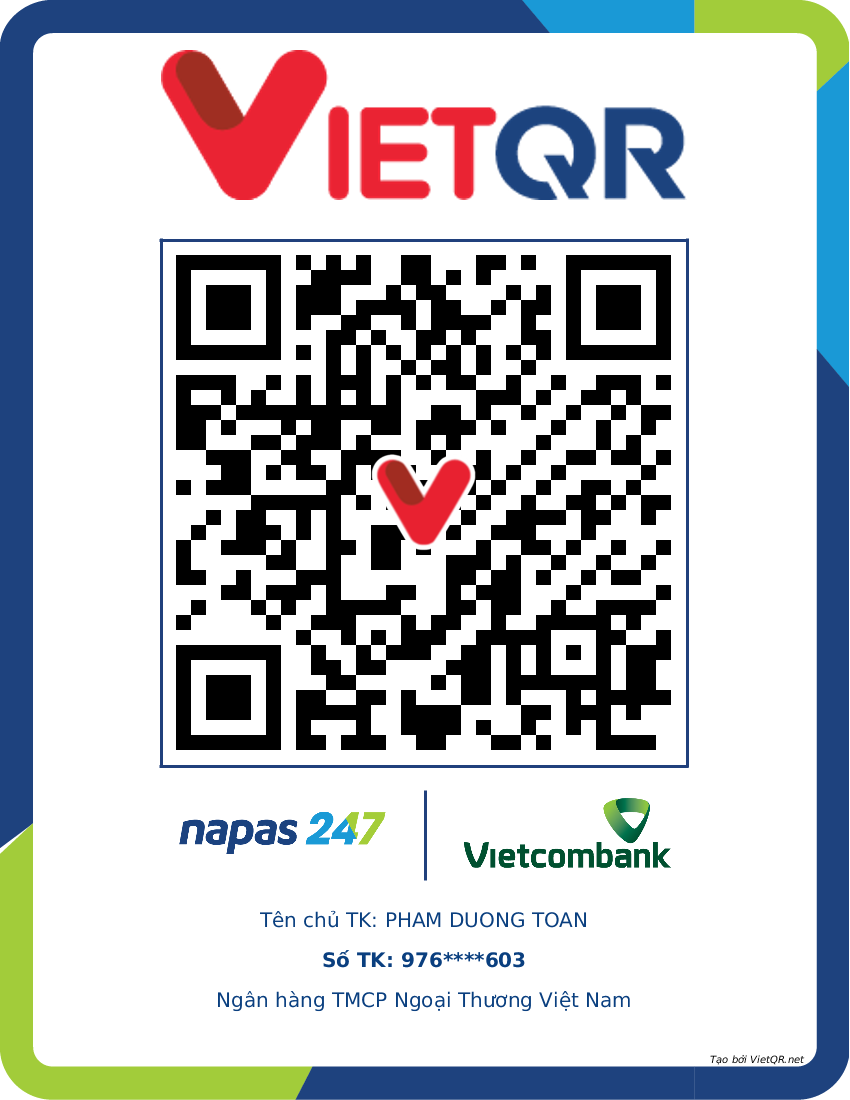 VIETQR
napas 247
Vietcombank
Tên chủ TK: PHAM DUONG TOAN
Số TK: 976****603
Ngân hàng TMCP Ngoại Thương Việt Nam
Tạo bởi VietQR.net